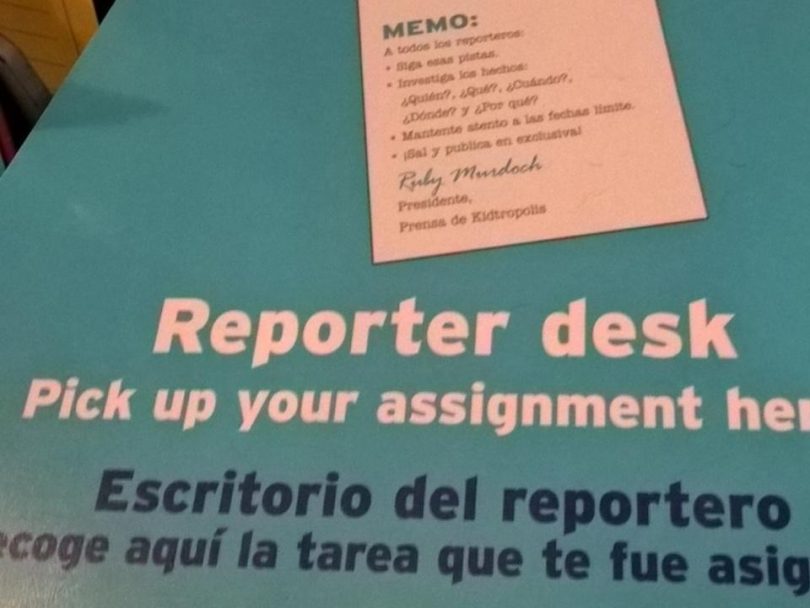 MEMO:
A todos los reporteros:
• Siga esas pistas.
• Investiga los hechos:
¿Quién?, ¿Qué?, ¿Cuándo?,
¿Dónde? y ¿Por qué?
• Mantente atento a las fechas límite.
• ¡Sal y publica en exclusiva!
Ruby Murdoch
Presidente,
Prensa de Kidtropolis
Reporter desk
Pick up your assignment her
Escritorio del reportero
ecoge aquí la tarea que te fue asig